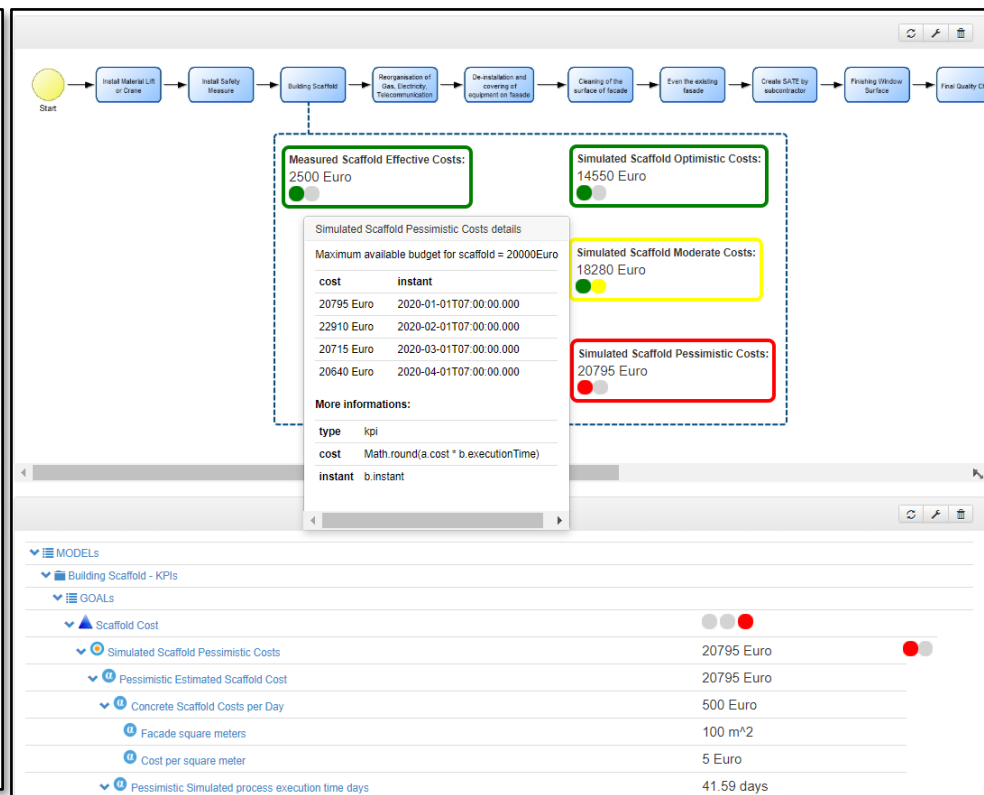 Install Material Lift
or Crane
Install Safety
Measure
Building Scaffold
Reorganisation of
Gas, Electricity,
Telecommunication
De-installation and
covering of
equipment on fasade
Cleaning of the
surface of facade
Even the existing
fasade
Create SATE by
subcontractor
Finishing Window
Surface
Final Quality Ch
Start
Measured Scaffold Effective Costs:
2500 Euro
Simulated Scaffold Optimistic Costs:
14550 Euro
Simulated Scaffold Moderate Costs:
18280 Euro
Simulated Scaffold Pessimistic Costs:
20795 Euro
Simulated Scaffold Pessimistic Costs details
Maximum available budget for scaffold = 20000Euro
cost instant
20795 Euro 2020-01-01T07:00:00.000
22910 Euro 2020-02-01T07:00:00.000
20715 Euro 2020-03-01T07:00:00.000
20640 Euro 2020-04-01T07:00:00.000
More informations:
type kpi
cost Math.round(a.cost * b.executionTime)
instant b.instant
MODELs
Building Scaffold - KPIs
GOALs
Scaffold Cost
Simulated Scaffold Pessimistic Costs 20795 Euro
α Pessimistic Estimated Scaffold Cost 20795 Euro
α Concrete Scaffold Costs per Day 500 Euro
α Facade square meters 100 m^2
α Cost per square meter 5 Euro
α Pessimistic Simulated process execution time days 41.59 days